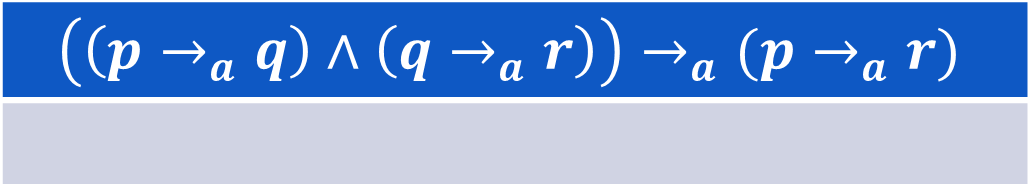 ((p →ₐ q) ∧ (q →ₐ r)) →ₐ (p →ₐ r)